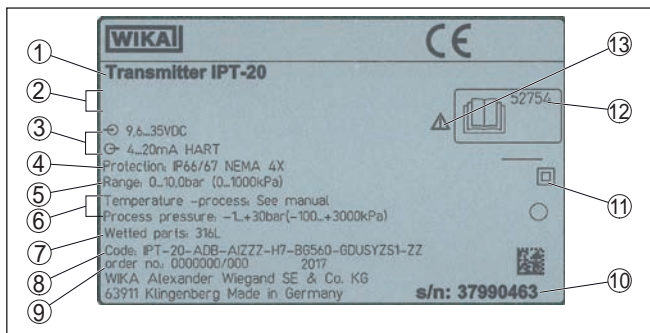 WIKAI
CE
Transmitter IPT-20
52754
9,6...35VDC
4...20mA HART
Protection: IP66/67 NEMA 4X
Range: 0...10,0bar (0...1000kPa)
Temperature -process: See manual
Process pressure: -1...+30bar(-100...+3000kPa)
Wetted parts: 316L
Code: IPT-20-ADB-AIZZZ-H7-BG560-GDUSYZS1-ZZ
order no.: 0000000/000 2017
WIKA Alexander Wiegand SE & Co. KG
63911 Klingenberg Made in Germany
s/n: 37990463
1
2
3
4
5
6
7
8
9
10
11
12
13